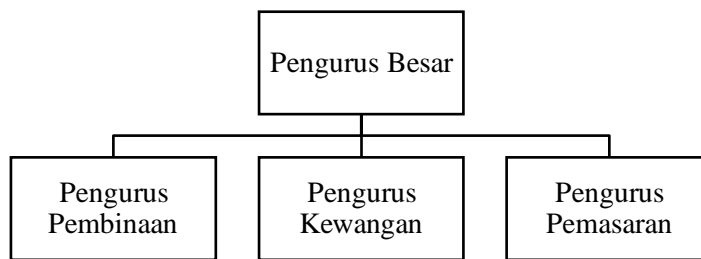 Pengurus Besar
Pengurus
Pembinaan
Pengurus
Kewangan
Pengurus
Pemasaran